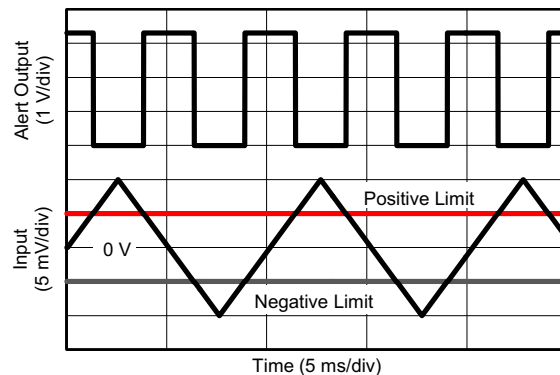 Alert Output
(1 V/div)
Positive Limit
0 V
Input
(5 mV/div)
Negative Limit
Time (5 ms/div)